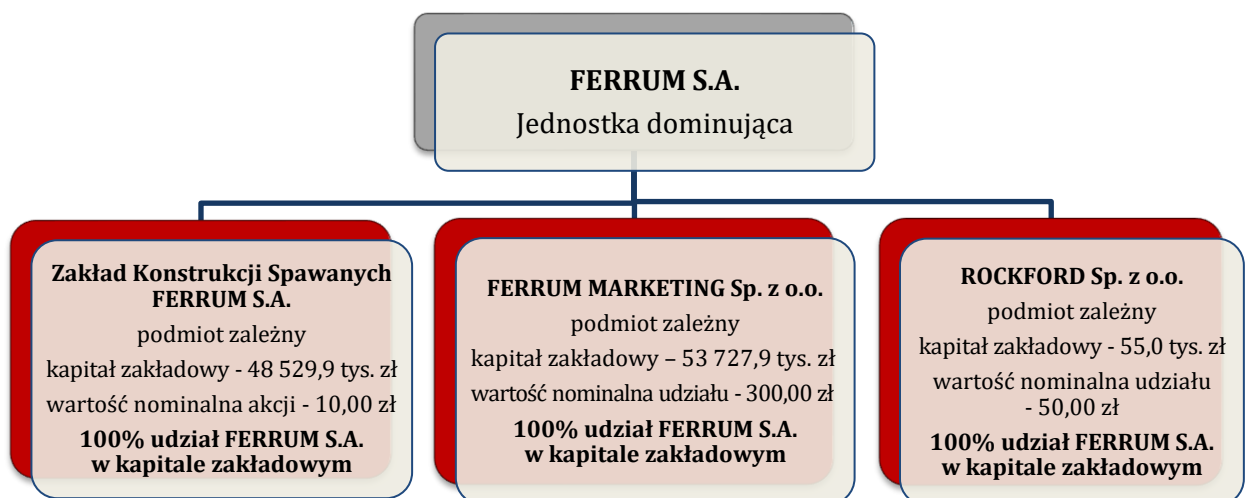 FERRUM S.A.
Jednostka dominująca
Zakład Konstrukcji Spawanych
FERRUM S.A.
podmiot zależny
kapitał zakładowy - 48 529,9 tys. zł
wartość nominalna akcji - 10,00 zł
100% udział FERRUM S.A.
w kapitale zakładowym
FERRUM MARKETING Sp. z o.o.
podmiot zależny
kapitał zakładowy – 53 727,9 tys. zł
wartość nominalna udziału - 300,00 zł
100% udział FERRUM S.A.
w kapitale zakładowym
ROCKFORD Sp. z o.o.
podmiot zależny
kapitał zakładowy - 55,0 tys. zł
wartość nominalna udziału
- 50,00 zł
100% udział FERRUM S.A.
w kapitale zakładowym